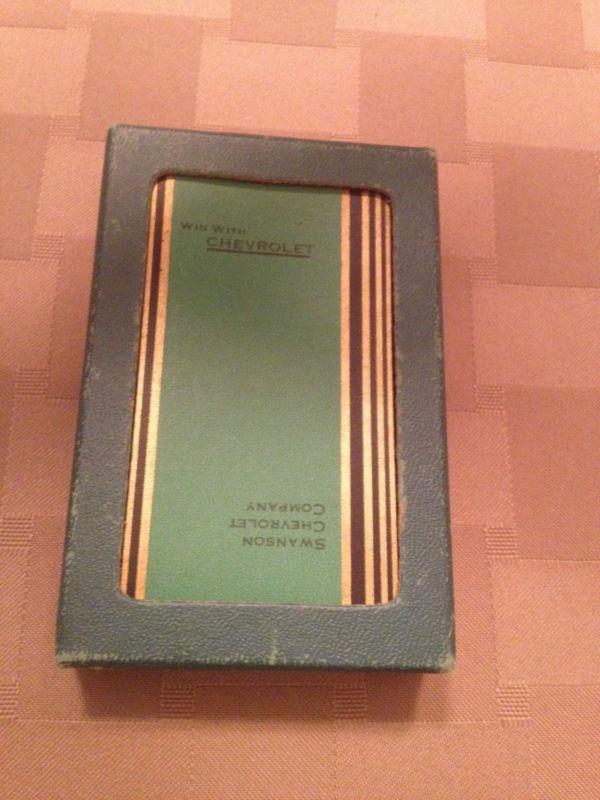 WIN WITH
CHEVROLET
SWANSON
CHEVROLET
COMPANY